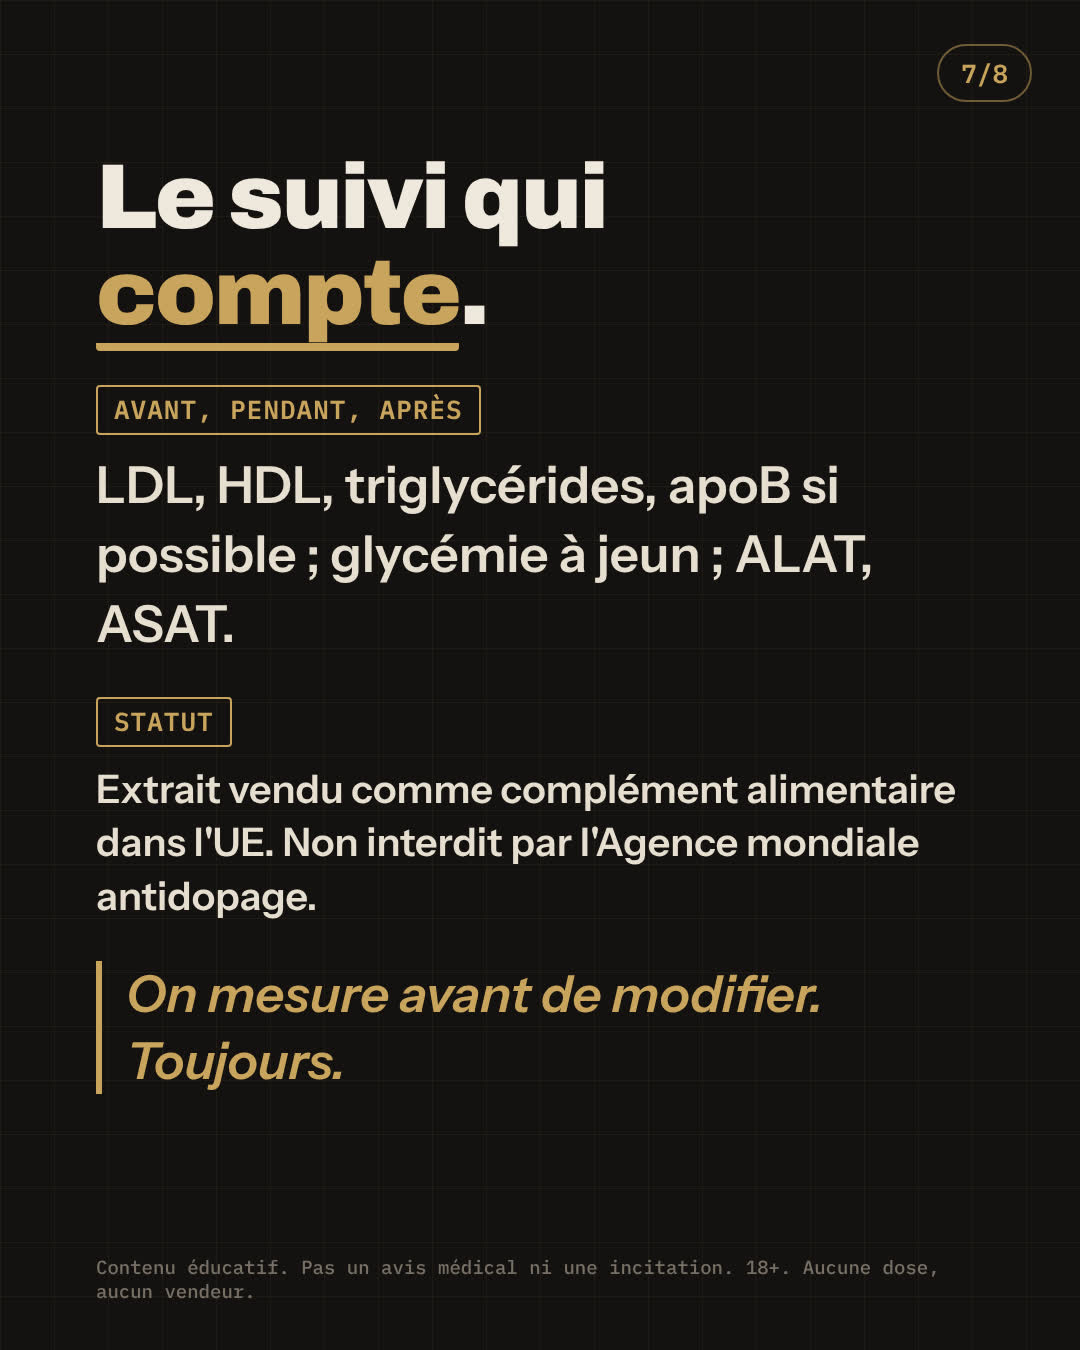 7/8
Le suivi qui
compte.
AVANT, PENDANT, APRÈS
LDL, HDL, triglycérides, apoB si
possible ; glycémie à jeun ; ALAT,
ASAT.
STATUT
Extrait vendu comme complément alimentaire
dans l'UE. Non interdit par l'Agence mondiale
antidopage.
On mesure avant de modifier.
Toujours.
Contenu éducatif. Pas un avis médical ni une incitation. 18+. Aucune dose,
aucun vendeur.